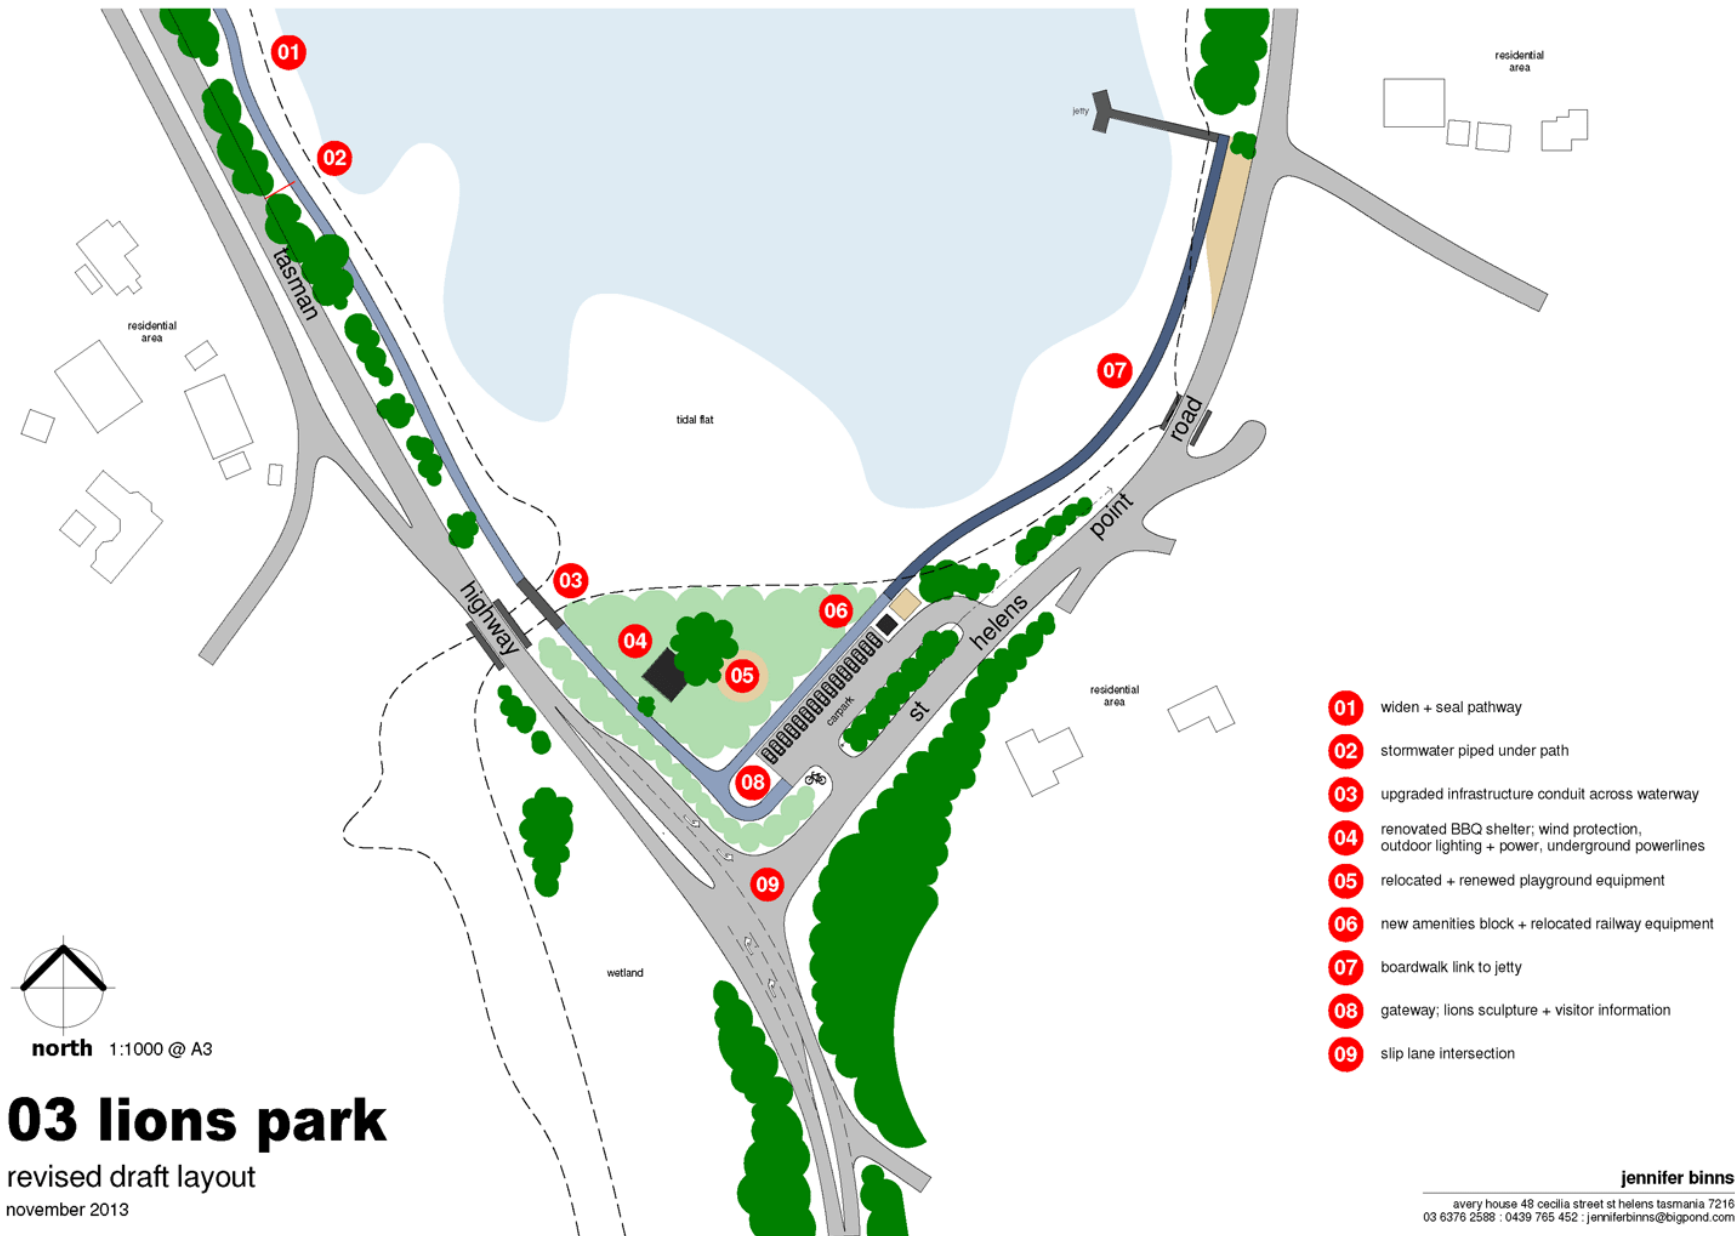 01
residential
area
jetty
02
tasman
residential
area
07
road
tidal flat
point
03
highway
06
04
helens
05
carpark
st
residential
area
08
09
wetland
01 widen + seal pathway
02 stormwater piped under path
03 upgraded infrastructure conduit across waterway
04 renovated BBQ shelter; wind protection,
outdoor lighting + power, underground powerlines
05 relocated + renewed playground equipment
06 new amenities block + relocated railway equipment
07 boardwalk link to jetty
08 gateway; lions sculpture + visitor information
09 slip lane intersection
north 1:1000 @ A3
03 lions park
revised draft layout
november 2013
jennifer binns
avery house 48 cecilia street st helens tasmania 7216
03 6376 2588 : 0439 765 452 : jenniferbinns@bigpond.com